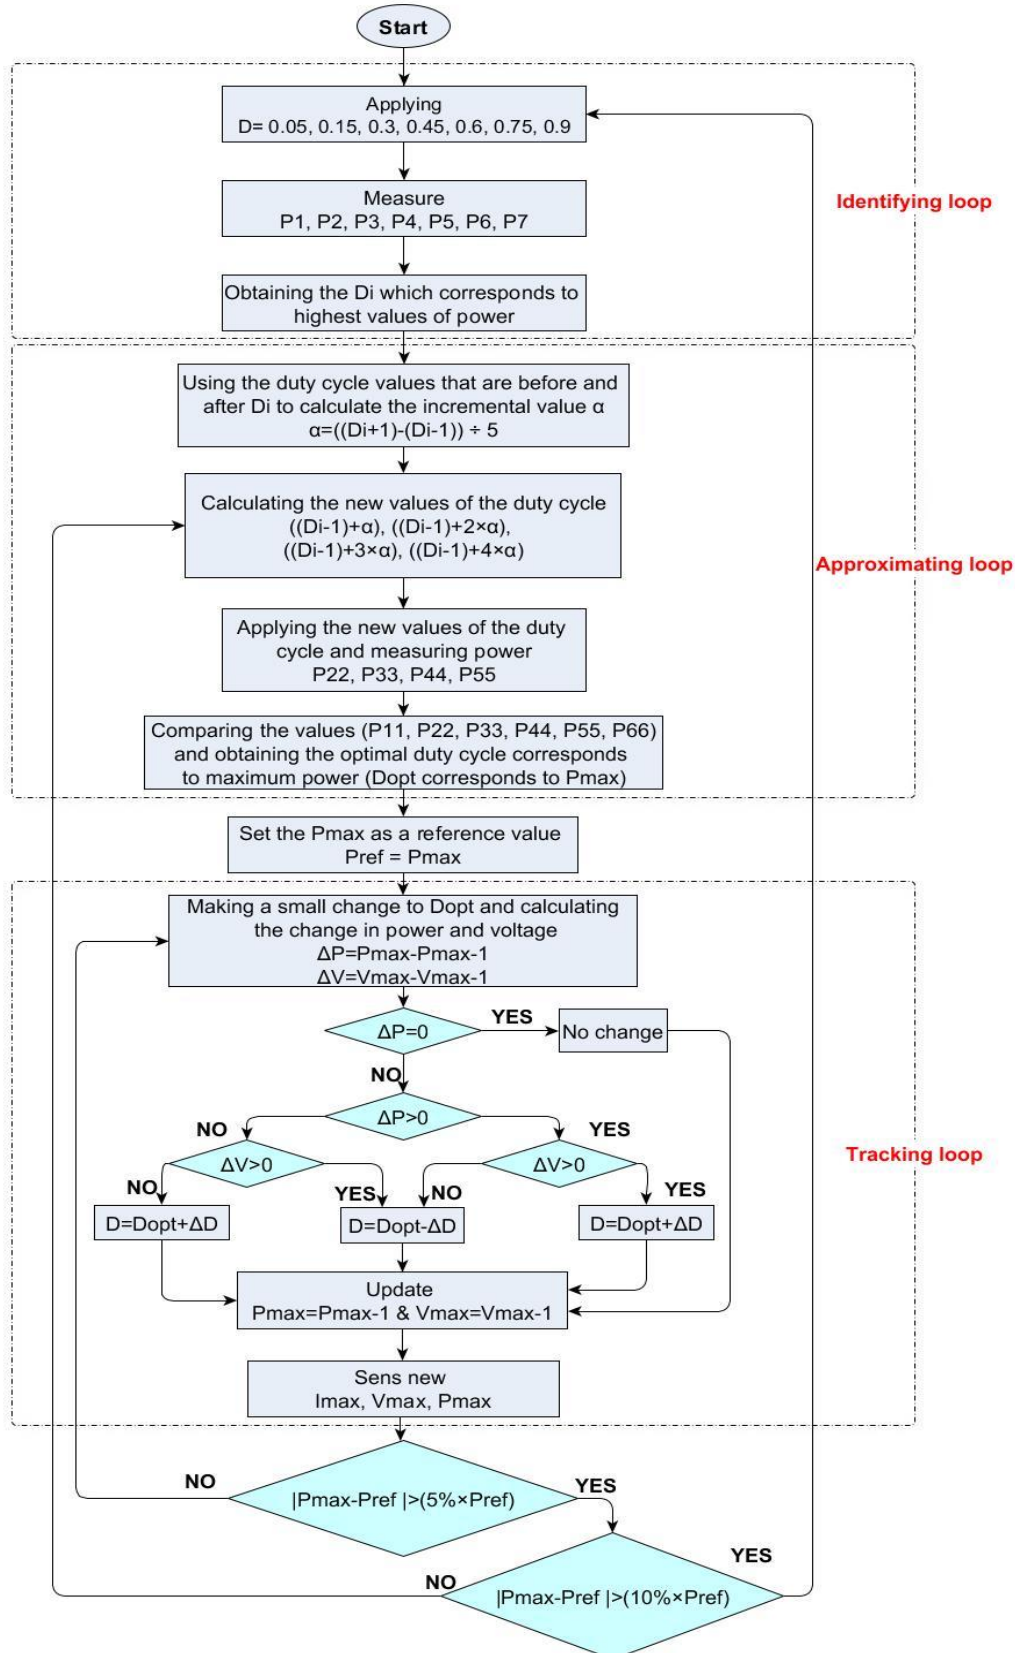 Start
Applying
D= 0.05, 0.15, 0.3, 0.45, 0.6, 0.75, 0.9
Measure
P1, P2, P3, P4, P5, P6, P7
Identifying loop
Obtaining the Di which corresponds to
highest values of power
Using the duty cycle values that are before and
after Di to calculate the incremental value α
α=((Di+1)-(Di-1)) ÷ 5
Calculating the new values of the duty cycle
((Di-1)+α), ((Di-1)+2×α),
((Di-1)+3×α), ((Di-1)+4×α)
Approximating loop
Applying the new values of the duty
cycle and measuring power
P22, P33, P44, P55
Comparing the values (P11, P22, P33, P44, P55, P66)
and obtaining the optimal duty cycle corresponds
to maximum power (Dopt corresponds to Pmax)
Set the Pmax as a reference value
Pref = Pmax
Making a small change to Dopt and calculating
the change in power and voltage
ΔP=Pmax-Pmax-1
ΔV=Vmax-Vmax-1
ΔP=0
YES
No change
NO
ΔP>0
NO
YES
ΔV>0
ΔV>0
Tracking loop
NO
YES
NO
YES
D=Dopt+ΔD
D=Dopt-ΔD
D=Dopt+ΔD
Update
Pmax=Pmax-1 & Vmax=Vmax-1
Sens new
Imax, Vmax, Pmax
NO
|Pmax-Pref |>(5%×Pref)
YES
YES
NO
|Pmax-Pref |>(10%×Pref)